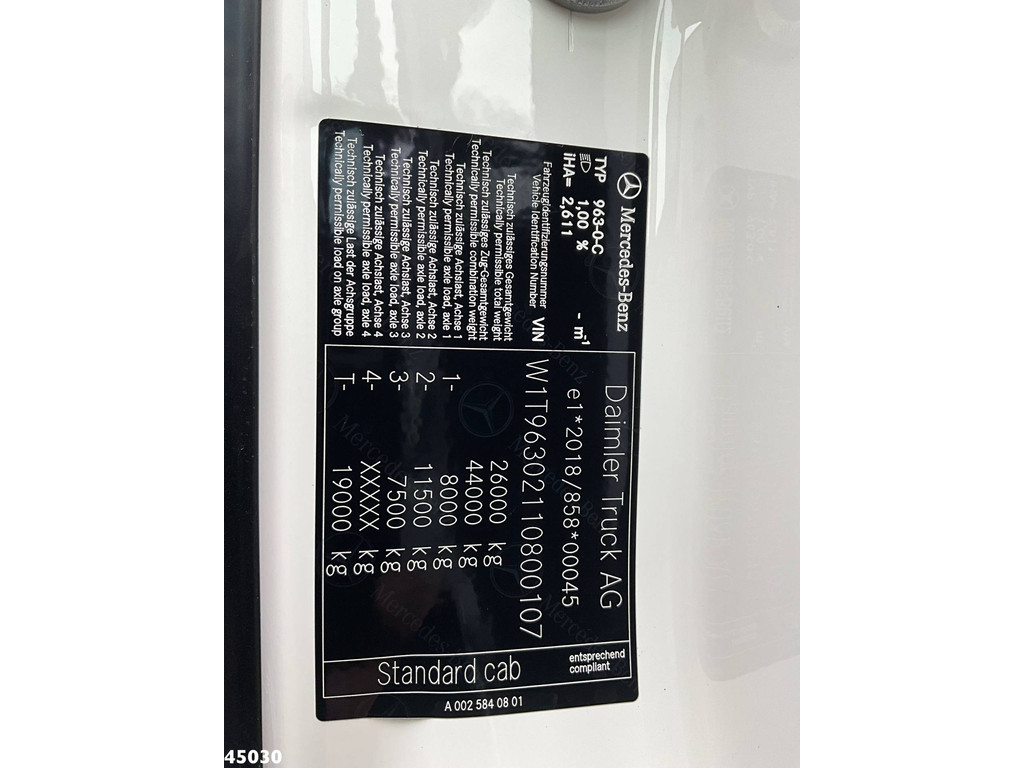 Mercedes-Benz Daimler Truck AG
TYP 963-0-C e1*2018/858*00045
1,00 % - m⁻¹
iHA= 2,611
Fahrzeugidentifizierungsnummer
Vehicle Identification Number VIN W1T96302110800107
Technisch zulässiges Gesamtgewicht
Technically permissible total weight 26000 kg
Technisch zulässiges Zug-Gesamtgewicht
Technically permissible combination weight 44000 kg
Technisch zulässige Achslast, Achse 1
Technically permissible axle load, axle 1 1- 8000 kg
Technisch zulässige Achslast, Achse 2
Technically permissible axle load, axle 2 2- 11500 kg
Technisch zulässige Achslast, Achse 3
Technically permissible axle load, axle 3 3- 7500 kg
Technisch zulässige Achslast, Achse 4
Technically permissible axle load, axle 4 4- XXXXX kg
Technisch zulässige Last der Achsgruppe
Technically permissible load on axle group T- 19000 kg
entsprechend
compliant
Standard cab
A 002 584 08 01
45030